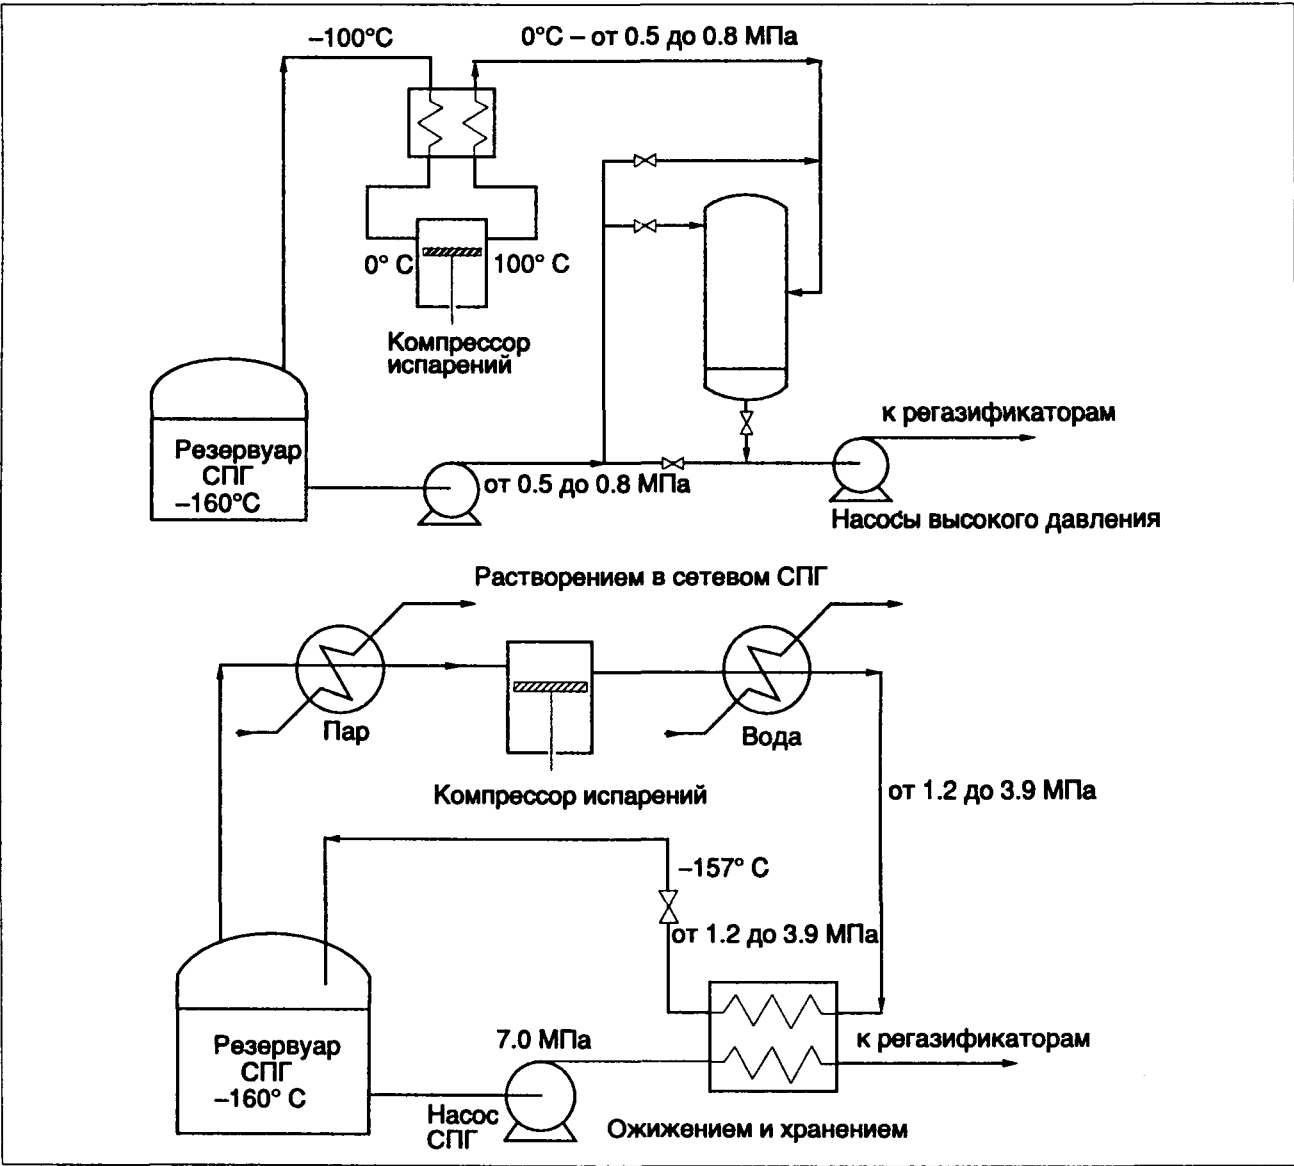 –100°C
0°C – от 0.5 до 0.8 МПа
0° C
100° C
Компрессор
испарений
Резервуар
СПГ
–160°C
от 0.5 до 0.8 МПа
к регазификаторам
Насосы высокого давления
Растворением в сетевом СПГ
Пар
Вода
Компрессор испарений
от 1.2 до 3.9 МПа
–157° C
от 1.2 до 3.9 МПа
Резервуар
СПГ
–160° C
7.0 МПа
к регазификаторам
Насос
СПГ
Ожижением и хранением